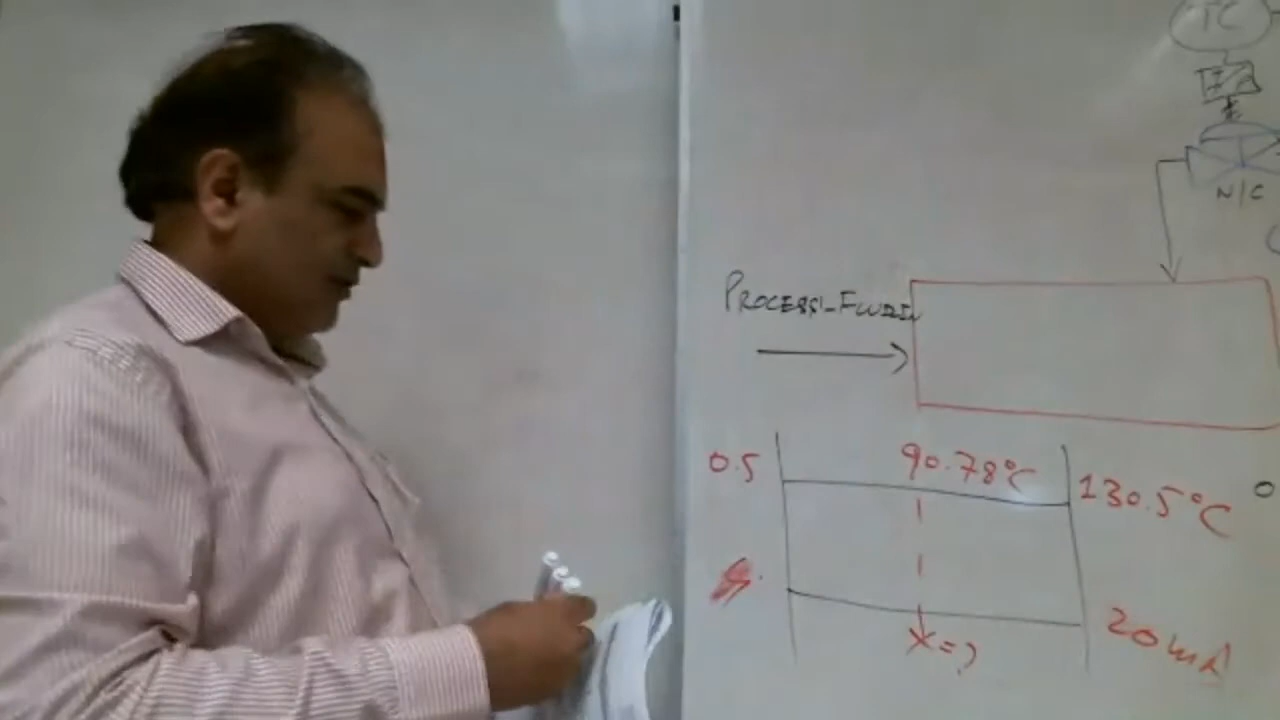 TC
N/C
PROCESS-FLUID
0.5 90.78°C 130.5°C
X=? 20mA